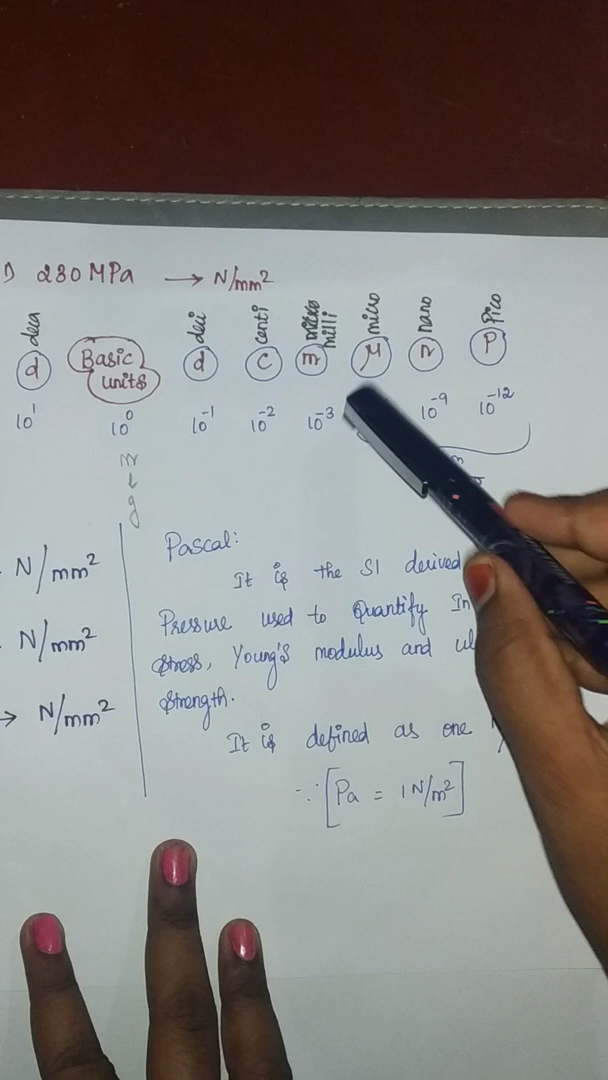 1) 280 MPa → N/mm²
deca deci centi milli micro nano Pico
d Basic units d c m μ n P
10¹ 10⁰ 10⁻¹ 10⁻² 10⁻³ 10⁻⁹ 10⁻¹²
m
g
N/mm²
N/mm²
→ N/mm²
Pascal:
It is the SI derived
Pressure used to Quantify In
stress, Young's modulus and ul
strength.
It is defined as one N/
∵ [Pa = 1N/m²]